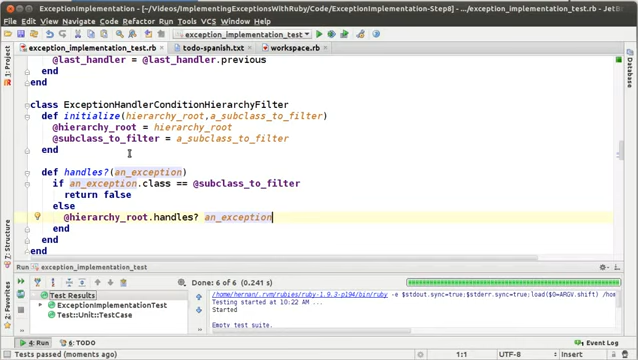 ExceptionImplementation - [~/Videos/ImplementingExceptionsWithRuby/Code/ExceptionImplementation-Step8] - .../exception_implementation_test.rb - JetB
File Edit View Navigate Code Refactor Run Tools VCS Window Help
exception_implementation_test
exception_implementation_test.rb × todo-spanish.txt × workspace.rb ×
1: Project
Database
@last_handler = @last_handler.previous
end
end
class ExceptionHandlerConditionHierarchyFilter
def initialize(hierarchy_root,a_subclass_to_filter)
@hierarchy_root = hierarchy_root
@subclass_to_filter = a_subclass_to_filter
end
def handles?(an_exception)
if an_exception.class == @subclass_to_filter
return false
else
@hierarchy_root.handles? an_exception
end
end
end
7: Structure
2: Favorites
Run exception_implementation_test
Done: 6 of 6 (0.241 s)
Test Results
ExceptionImplementationTest
Test::Unit::TestCase
/home/hernan/.rvm/rubies/ruby-1.9.3-p194/bin/ruby -e $stdout.sync=true;$stderr.sync=true;load($0=ARGV.shift) /hom
Testing started at 10:22 AM ...
Started
Empty test suite.
4: Run 6: TODO Event Log
Tests passed (moments ago) 1:1 UTF-8 Insert